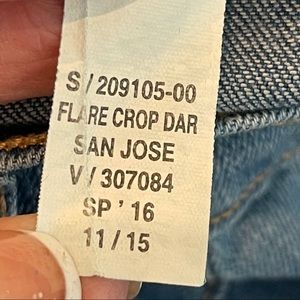 S/209105-00
FLARE CROP DAR
SAN JOSE
V/307084
SP '16
11/15